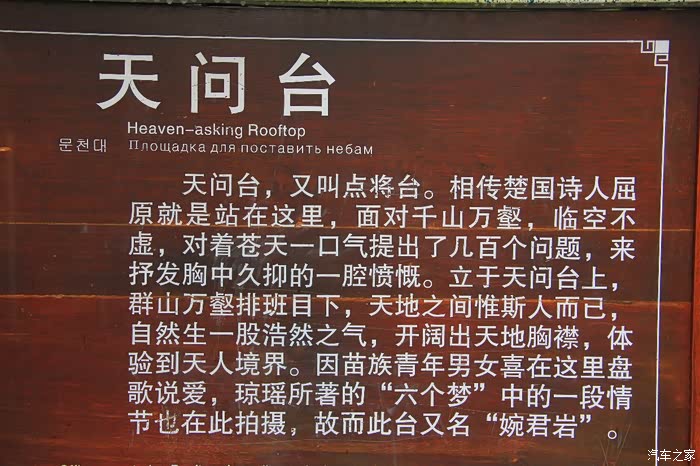 天问台
Heaven-asking Rooftop
문천대 Площадка для поставить небам
天问台，又叫点将台。相传楚国诗人屈
原就是站在这里，面对千山万壑，临空不
虚，对着苍天一口气提出了几百个问题，来
抒发胸中久抑的一腔愤慨。立于天问台上，
群山万壑排班目下，天地之间惟斯人而已，
自然生一股浩然之气，开阔出天地胸襟，体
验到天人境界。因苗族青年男女喜在这里盘
歌说爱，琼瑶所著的“六个梦”中的一段情
节也在此拍摄，故而此台又名“婉君岩”。
汽车之家